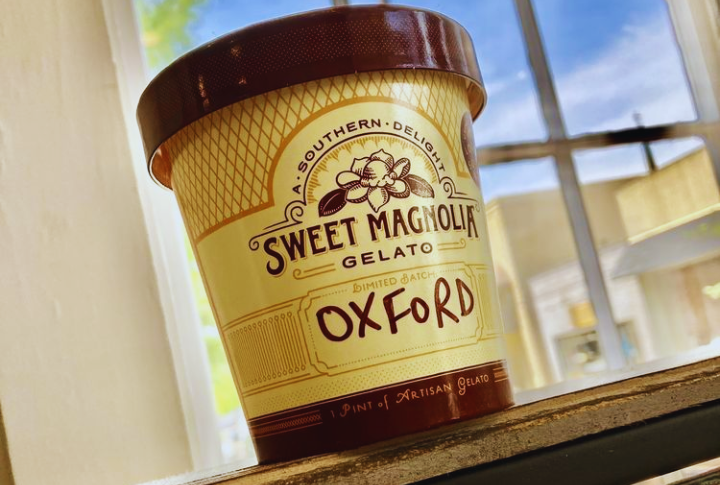 A · SOUTHERN · DELIGHT
SWEET MAGNOLIA
GELATO
LIMITED BATCH
OXFORD
1 PINT of ARTISAN GELATO